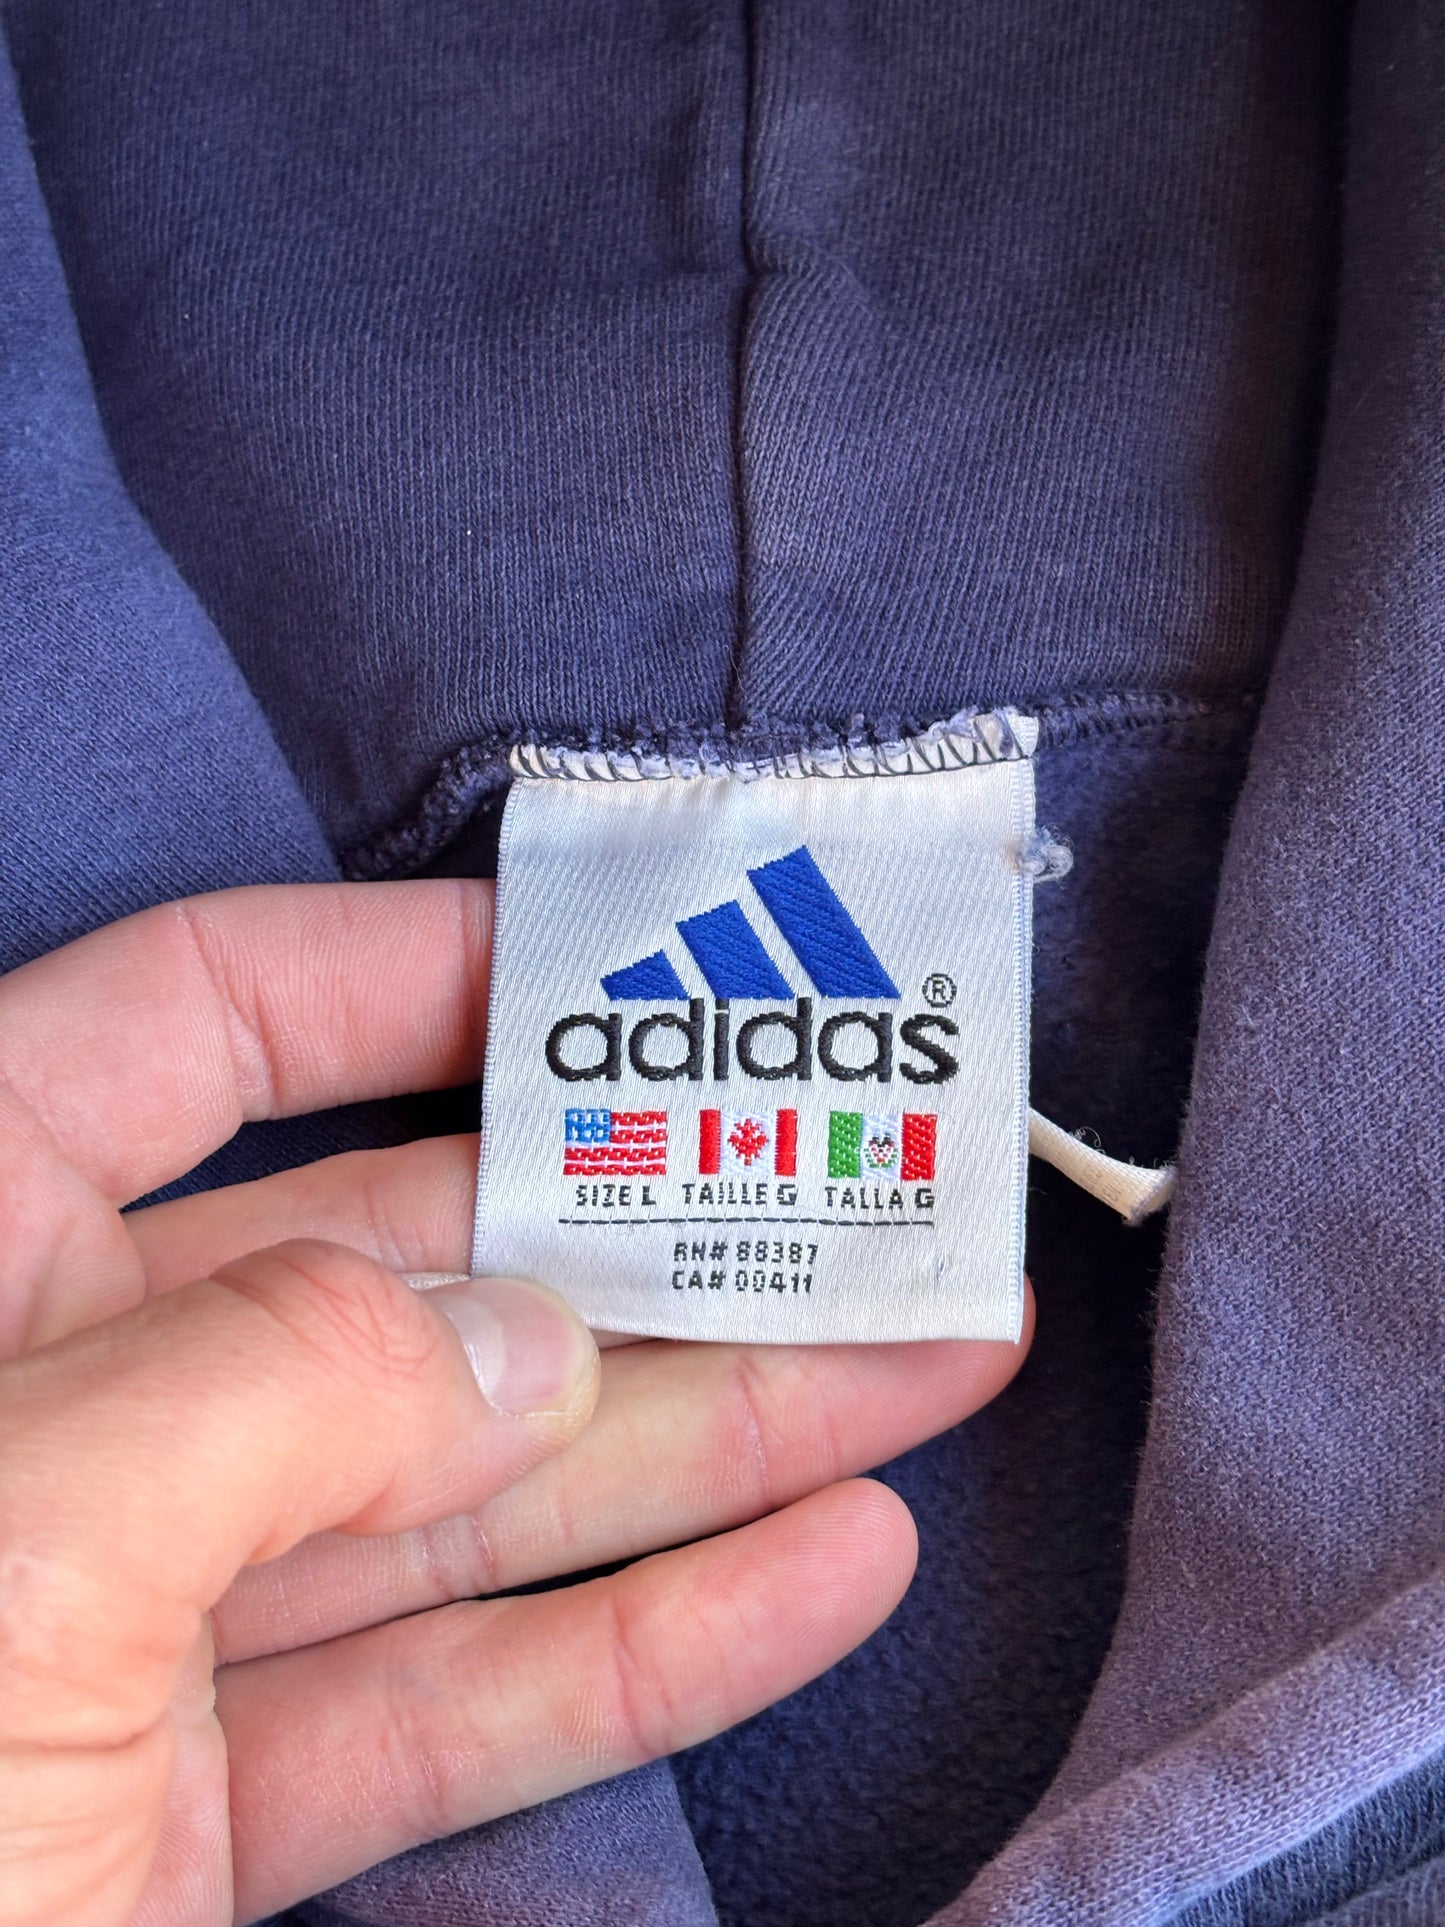 adidas®
SIZE L TAILLE G TALLA G
RN# 88387
CA# 00411